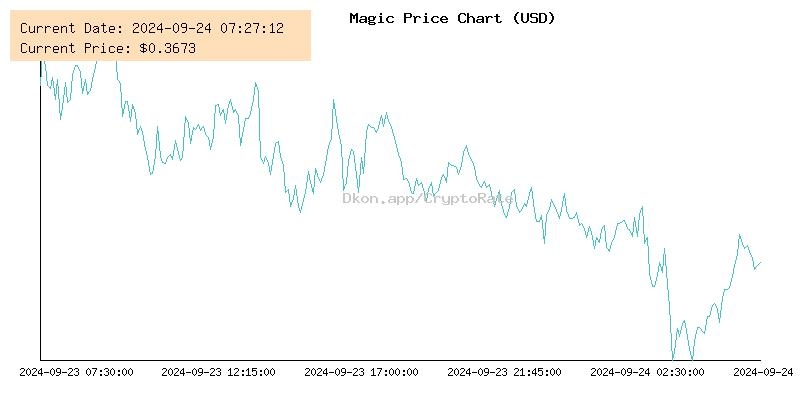 Magic Price Chart (USD)
Current Date: 2024-09-24 07:27:12
Current Price: $0.3673
Dkon.app/CryptoRate
2024-09-23 07:30:00 2024-09-23 12:15:00 2024-09-23 17:00:00 2024-09-23 21:45:00 2024-09-24 02:30:00 2024-09-24